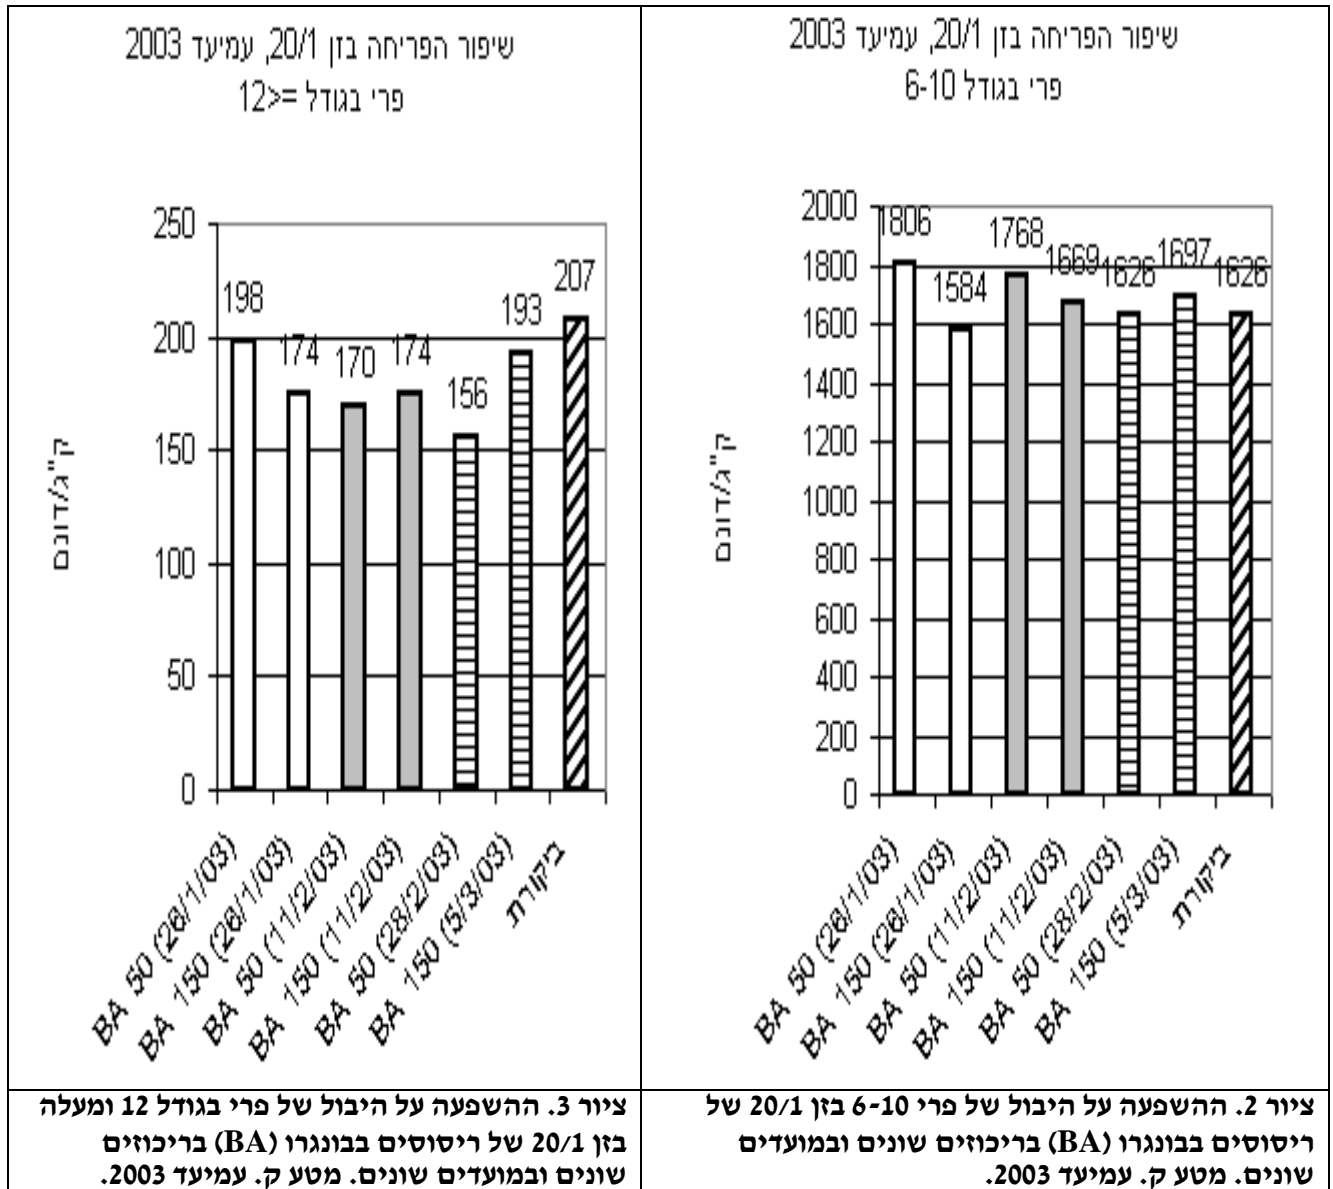 שיפור הפריחה בזן 20/1, עמיעד 2003
פרי בגודל 6-10
ק"ג/דונם
2000
1800
1600
1400
1200
1000
800
600
400
200
0
1806
1584
1768
1669
1626
1697
1626
BA 50 (26/1/03)
BA 150 (26/1/03)
BA 50 (11/2/03)
BA 150 (11/2/03)
BA 50 (28/2/03)
BA 150 (5/3/03)
ביקורת
ציור 2. ההשפעה על היבול של פרי 6-10 בזן 20/1 של
ריסוסים בבונגרו (BA) בריכוזים שונים ובמועדים
שונים. מטע ק. עמיעד 2003.
שיפור הפריחה בזן 20/1, עמיעד 2003
פרי בגודל =<12
ק"ג/דונם
250
200
150
100
50
0
198
174
170
174
156
193
207
BA 50 (26/1/03)
BA 150 (26/1/03)
BA 50 (11/2/03)
BA 150 (11/2/03)
BA 50 (28/2/03)
BA 150 (5/3/03)
ביקורת
ציור 3. ההשפעה על היבול של פרי בגודל 12 ומעלה
בזן 20/1 של ריסוסים בבונגרו (BA) בריכוזים
שונים ובמועדים שונים. מטע ק. עמיעד 2003.